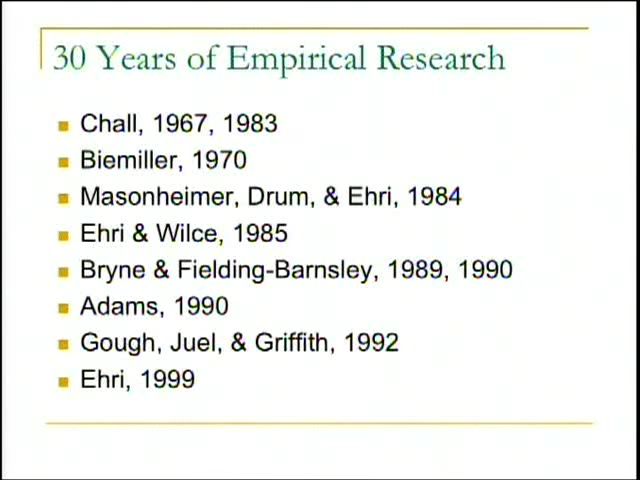 30 Years of Empirical Research
Chall, 1967, 1983
Biemiller, 1970
Masonheimer, Drum, & Ehri, 1984
Ehri & Wilce, 1985
Bryne & Fielding-Barnsley, 1989, 1990
Adams, 1990
Gough, Juel, & Griffith, 1992
Ehri, 1999